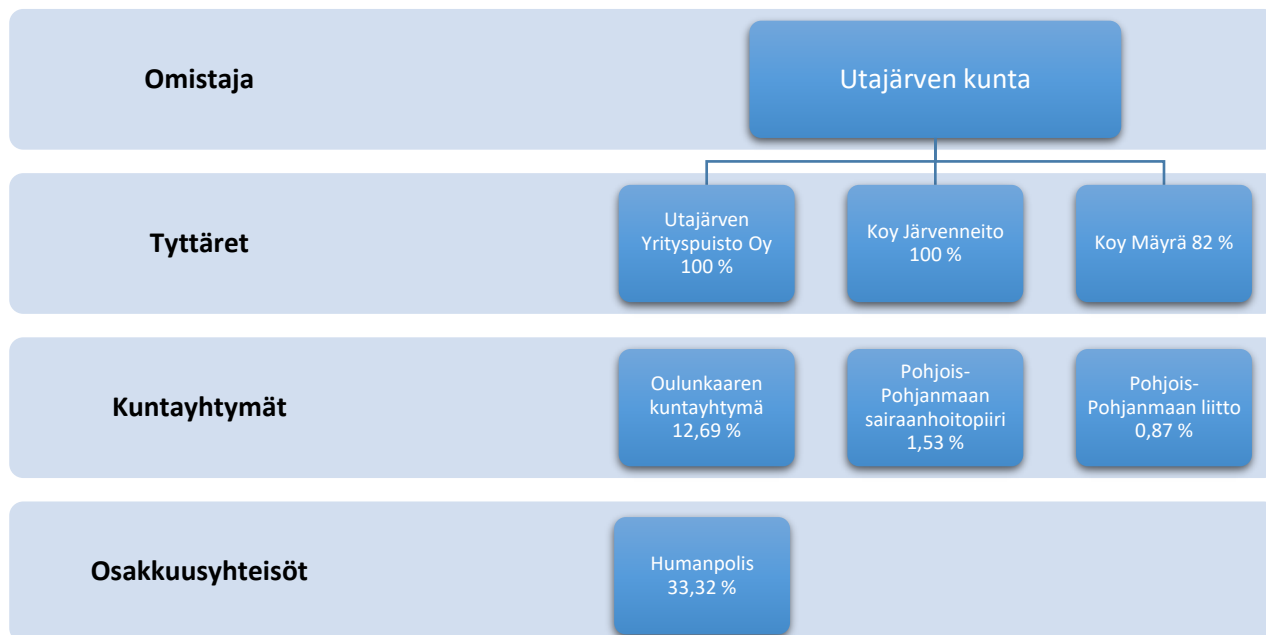 Omistaja
Utajärven kunta
Tyttäret
Utajärven
Yrityspuisto Oy
100 %
Koy Järvenneito
100 %
Koy Mäyrä 82 %
Kuntayhtymät
Oulunkaaren
kuntayhtymä
12,69 %
Pohjois-
Pohjanmaan
sairaanhoitopiiri
1,53 %
Pohjois-
Pohjanmaan liitto
0,87 %
Osakkuusyhteisöt
Humanpolis
33,32 %